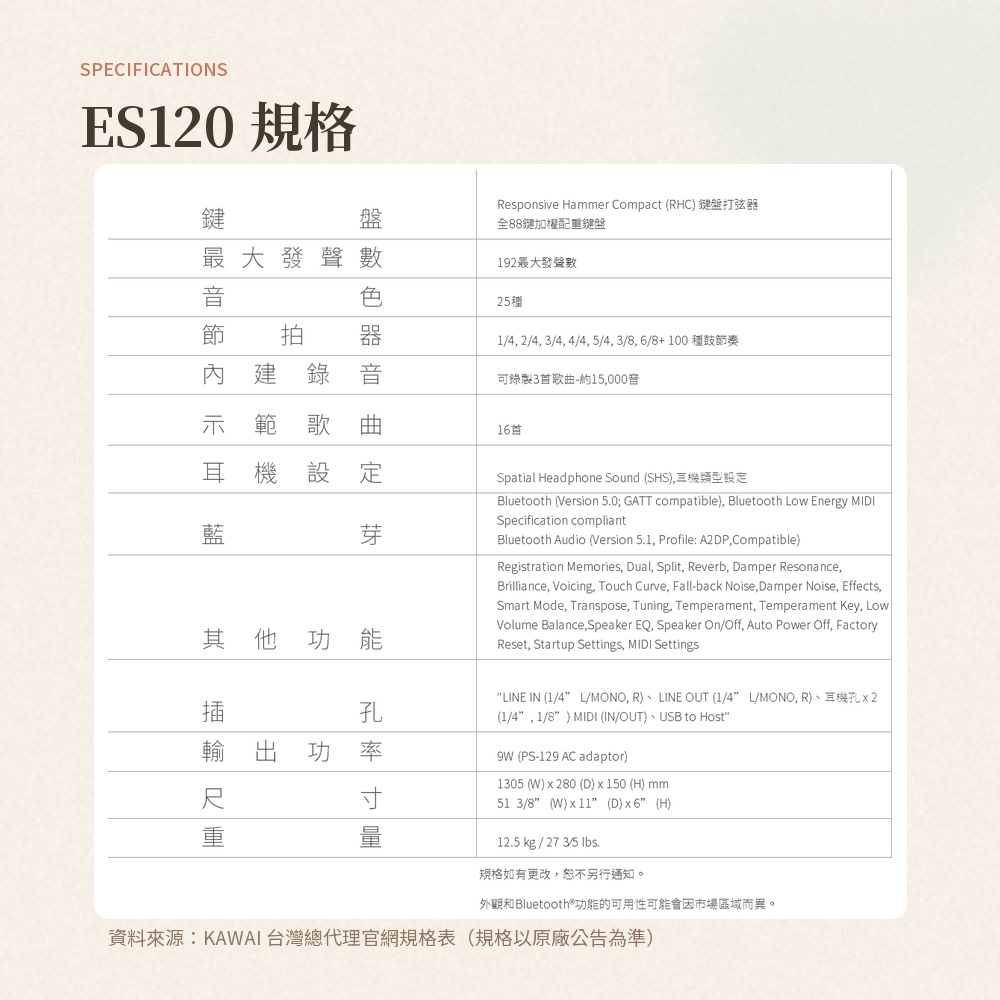 SPECIFICATIONS
ES120 規格
鍵盤
Responsive Hammer Compact (RHC) 鍵盤打弦器
全88鍵加權配重鍵盤
最大發聲數
192最大發聲數
音色
25種
節拍器
1/4, 2/4, 3/4, 4/4, 5/4, 3/8, 6/8+ 100 種鼓節奏
內建錄音
可錄製3首歌曲-約15,000音
示範歌曲
16首
耳機設定
Spatial Headphone Sound (SHS),耳機類型設定
藍芽
Bluetooth (Version 5.0; GATT compatible), Bluetooth Low Energy MIDI
Specification compliant
Bluetooth Audio (Version 5.1, Profile: A2DP,Compatible)
其他功能
Registration Memories, Dual, Split, Reverb, Damper Resonance,
Brilliance, Voicing, Touch Curve, Fall-back Noise,Damper Noise, Effects,
Smart Mode, Transpose, Tuning, Temperament, Temperament Key, Low
Volume Balance,Speaker EQ, Speaker On/Off, Auto Power Off, Factory
Reset, Startup Settings, MIDI Settings
插孔
"LINE IN (1/4” L/MONO, R)、 LINE OUT (1/4” L/MONO, R)、耳機孔 x 2
(1/4”, 1/8”) MIDI (IN/OUT)、USB to Host"
輸出功率
9W (PS-129 AC adaptor)
尺寸
1305 (W) x 280 (D) x 150 (H) mm
51 3/8” (W) x 11” (D) x 6” (H)
重量
12.5 kg / 27 3⁄5 lbs.
規格如有更改，恕不另行通知。
外觀和Bluetooth®功能的可用性可能會因市場區域而異。
資料來源：KAWAI 台灣總代理官網規格表（規格以原廠公告為準）